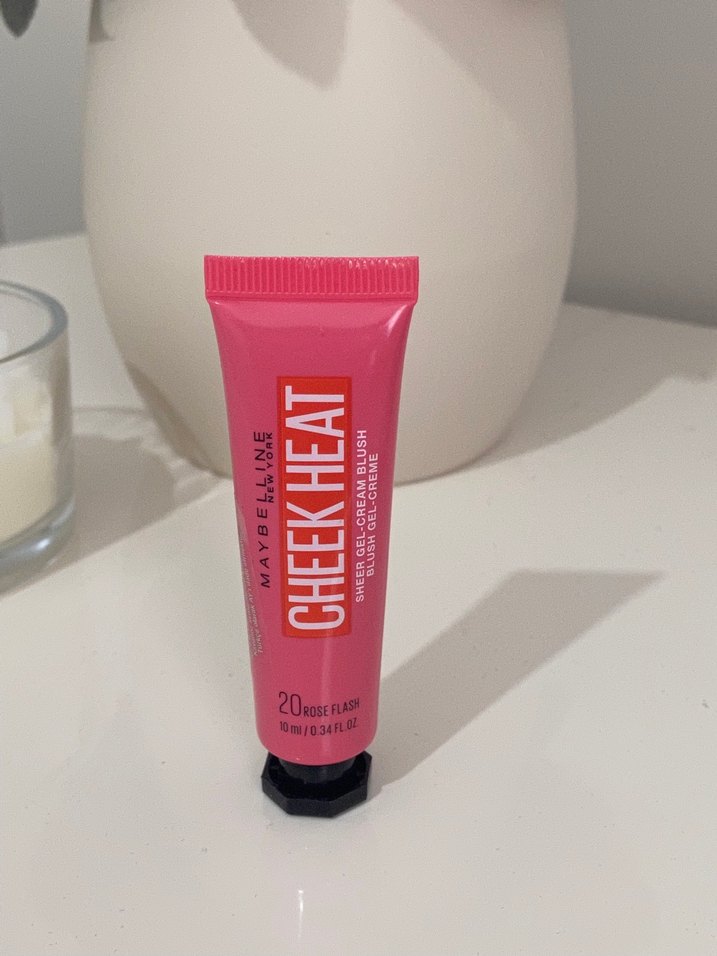 MAYBELLINE
NEW YORK
CHEEK HEAT
SHEER GEL-CREAM BLUSH
BLUSH GEL-CREME
20 ROSE FLASH
10 ml / 0.34 FL.OZ.